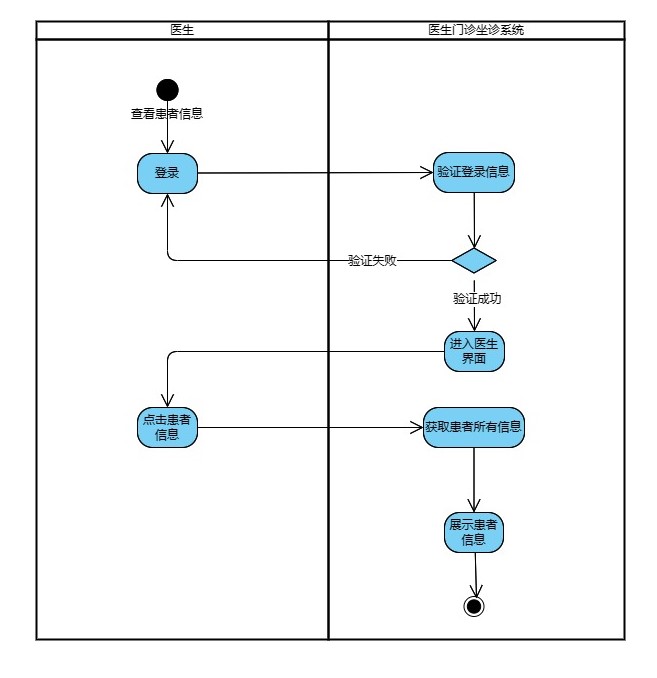 医生
医生门诊坐诊系统
查看患者信息
登录
验证登录信息
验证失败
验证成功
进入医生
界面
点击患者
信息
获取患者所有信息
展示患者
信息